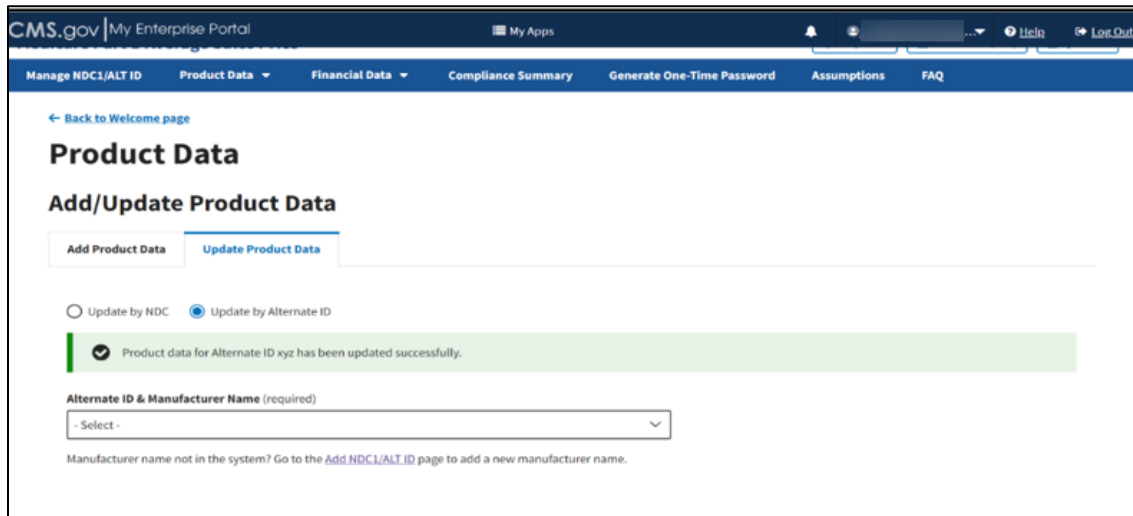 CMS.gov My Enterprise Portal
My Apps
...
Help
Log Out
Manage NDC1/ALT ID
Product Data
Financial Data
Compliance Summary
Generate One-Time Password
Assumptions
FAQ
← Back to Welcome page
Product Data
Add/Update Product Data
Add Product Data
Update Product Data
Update by NDC
Update by Alternate ID
Product data for Alternate ID xyz has been updated successfully.
Alternate ID & Manufacturer Name (required)
- Select -
Manufacturer name not in the system? Go to the Add NDC1/ALT ID page to add a new manufacturer name.